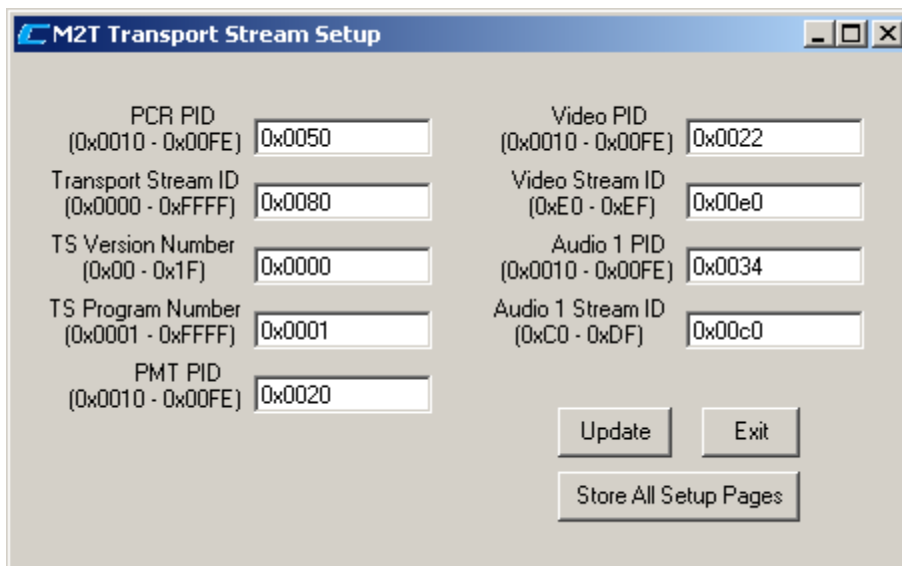 M2T Transport Stream Setup
PCR PID
(0x0010 - 0x00FE)
0x0050
Transport Stream ID
(0x0000 - 0xFFFF)
0x0080
TS Version Number
(0x00 - 0x1F)
0x0000
TS Program Number
(0x0001 - 0xFFFF)
0x0001
PMT PID
(0x0010 - 0x00FE)
0x0020
Video PID
(0x0010 - 0x00FE)
0x0022
Video Stream ID
(0xE0 - 0xEF)
0x00e0
Audio 1 PID
(0x0010 - 0x00FE)
0x0034
Audio 1 Stream ID
(0xC0 - 0xDF)
0x00c0
Update
Exit
Store All Setup Pages